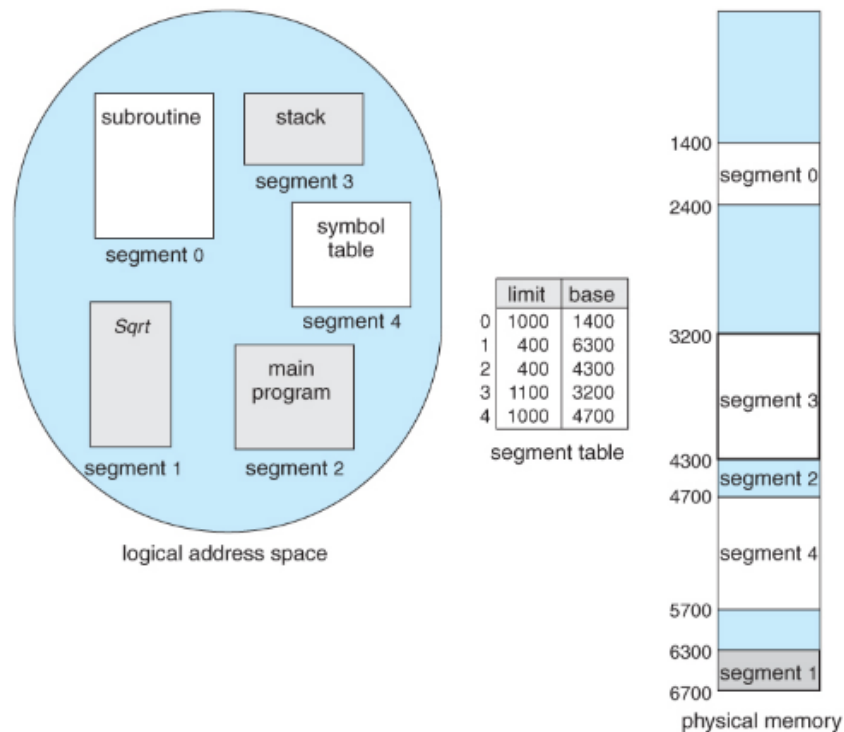 subroutine
segment 0
stack
segment 3
symbol
table
segment 4
Sqrt
segment 1
main
program
segment 2
logical address space
limit base
0 1000 1400
1 400 6300
2 400 4300
3 1100 3200
4 1000 4700
segment table
1400
segment 0
2400
3200
segment 3
4300
segment 2
4700
segment 4
5700
6300
segment 1
6700
physical memory